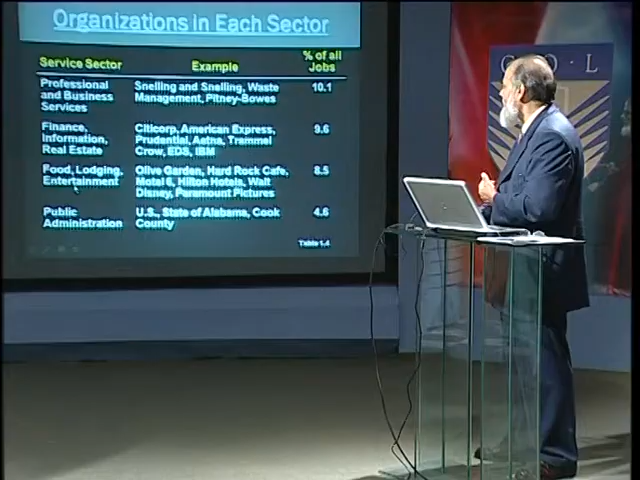 Organizations in Each Sector
Service Sector Example % of all Jobs
Professional and Business Services
Snelling and Snelling, Waste Management, Pitney-Bowes
10.1
Finance, Information, Real Estate
Citicorp, American Express, Prudential, Aetna, Trammel Crow, EDS, IBM
9.6
Food, Lodging, Entertainment
Olive Garden, Hard Rock Cafe, Motel 6, Hilton Hotels, Walt Disney, Paramount Pictures
8.5
Public Administration
U.S., State of Alabama, Cook County
4.6
Table 1.4